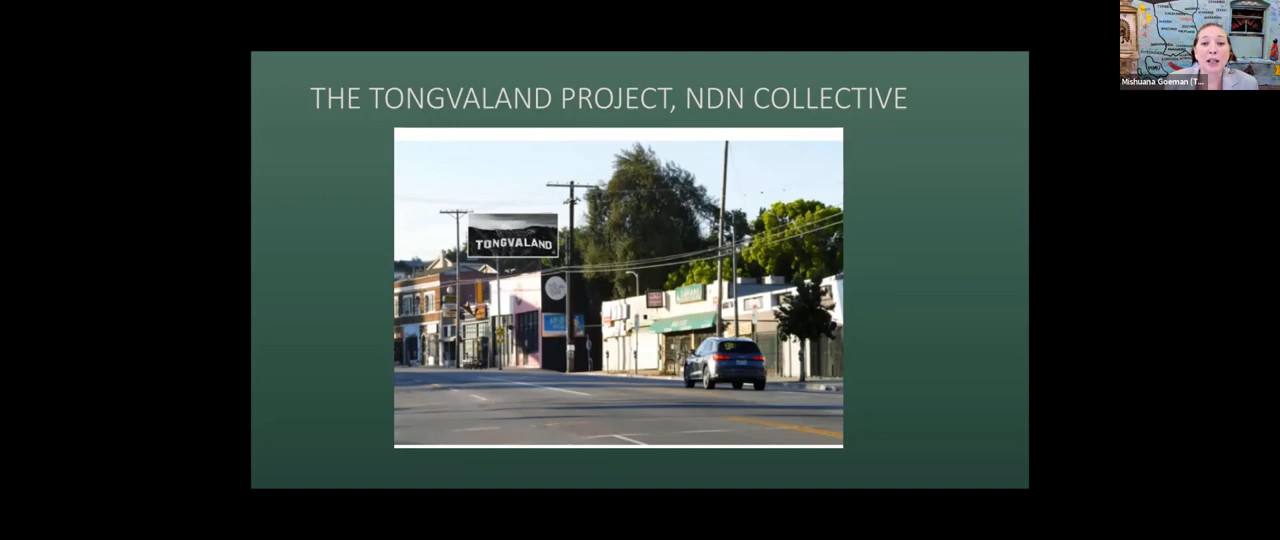 THE TONGVALAND PROJECT, NDN COLLECTIVE
TONGVALAND
Mishuana Goeman (T...